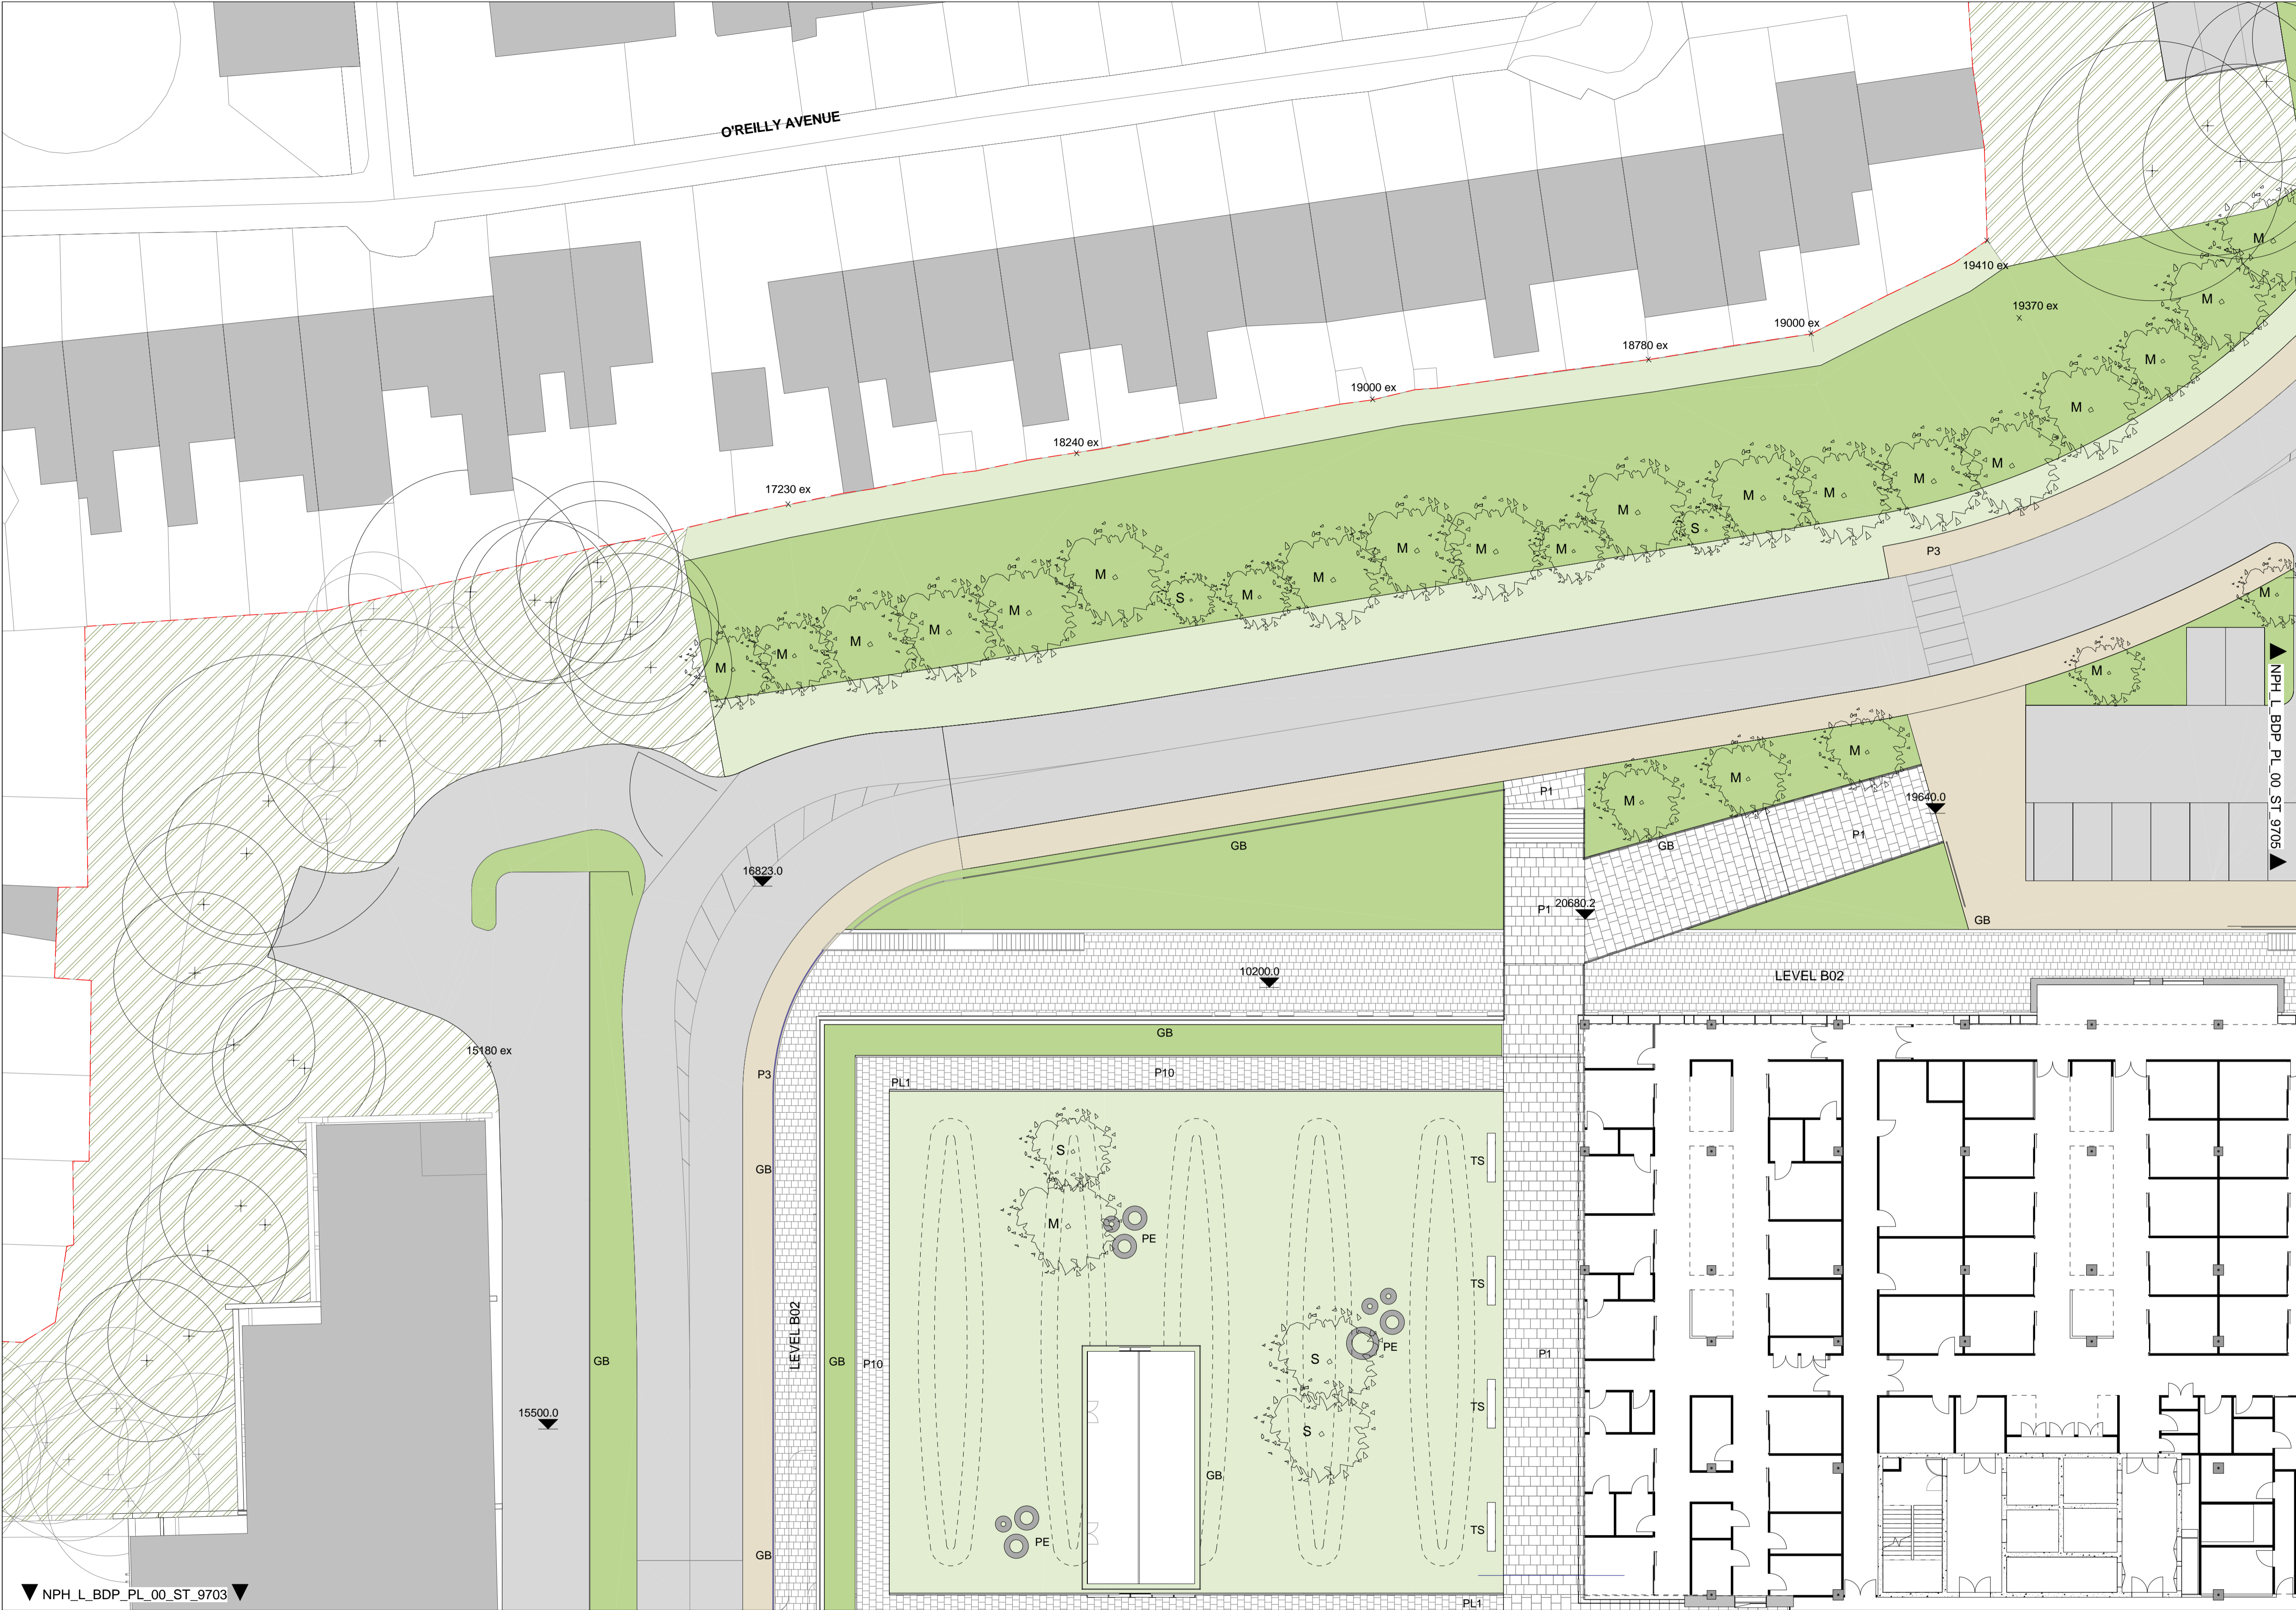 O'REILLY AVENUE
M
19410 ex
19370 ex
M
19000 ex
18780 ex
M
19000 ex
M
18240 ex
M
M
17230 ex
M
M
M
S
M
M
M
M
P3
M
M
S
M
M
M
M
M
M
M
M
M
M
M
M
M
P1
19640.0
P1
GB
GB
16823.0
P1
20680.2
GB
NPH_L_BDP_PL_00_ST_9705
10200.0
LEVEL B02
GB
15180 ex
P3
P10
PL1
S
TS
GB
M
PE
TS
LEVEL B02
P1
PE
S
GB
GB
P10
TS
15500.0
S
GB
TS
PE
GB
NPH_L_BDP_PL_00_ST_9703
PL1